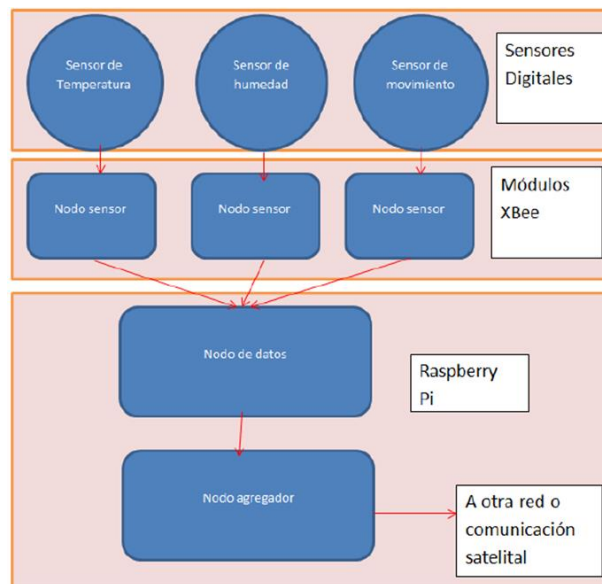 Sensor de
Temperatura
Sensor de
humedad
Sensor de
movimiento
Sensores
Digitales
Nodo sensor
Nodo sensor
Nodo sensor
Módulos
XBee
Nodo de datos
Raspberry
Pi
Nodo agregador
A otra red o
comunicación
satelital